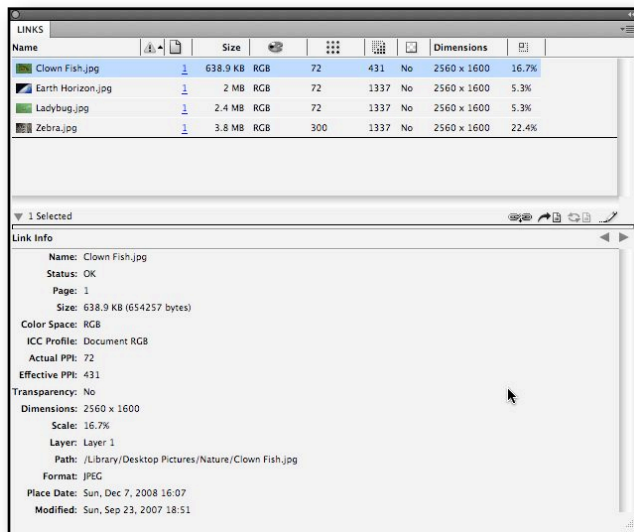 LINKS
Name Size Dimensions
Clown Fish.jpg 1 638.9 KB RGB 72 431 No 2560 x 1600 16.7%
Earth Horizon.jpg 1 2 MB RGB 72 1337 No 2560 x 1600 5.3%
Ladybug.jpg 1 2.4 MB RGB 72 1337 No 2560 x 1600 5.3%
Zebra.jpg 1 3.8 MB RGB 300 1337 No 2560 x 1600 22.4%
1 Selected
Link Info
Name: Clown Fish.jpg
Status: OK
Page: 1
Size: 638.9 KB (654257 bytes)
Color Space: RGB
ICC Profile: Document RGB
Actual PPI: 72
Effective PPI: 431
Transparency: No
Dimensions: 2560 x 1600
Scale: 16.7%
Layer: Layer 1
Path: /Library/Desktop Pictures/Nature/Clown Fish.jpg
Format: JPEG
Place Date: Sun, Dec 7, 2008 16:07
Modified: Sun, Sep 23, 2007 18:51